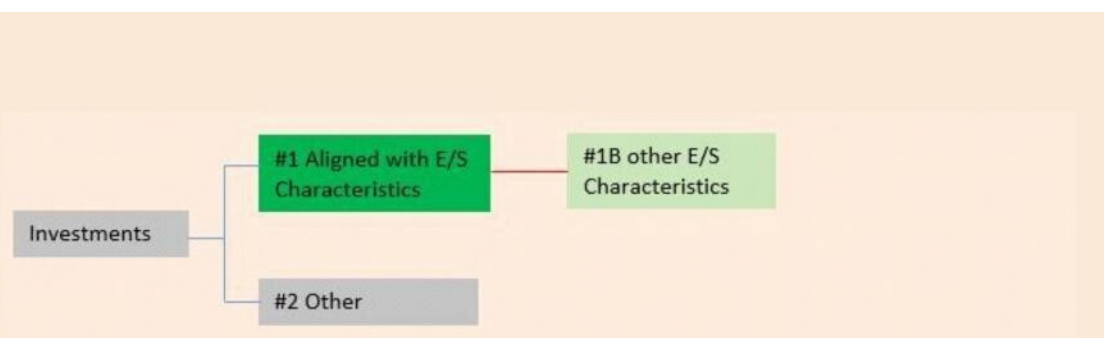 #1 Aligned with E/S
Characteristics
#1B other E/S
Characteristics
Investments
#2 Other